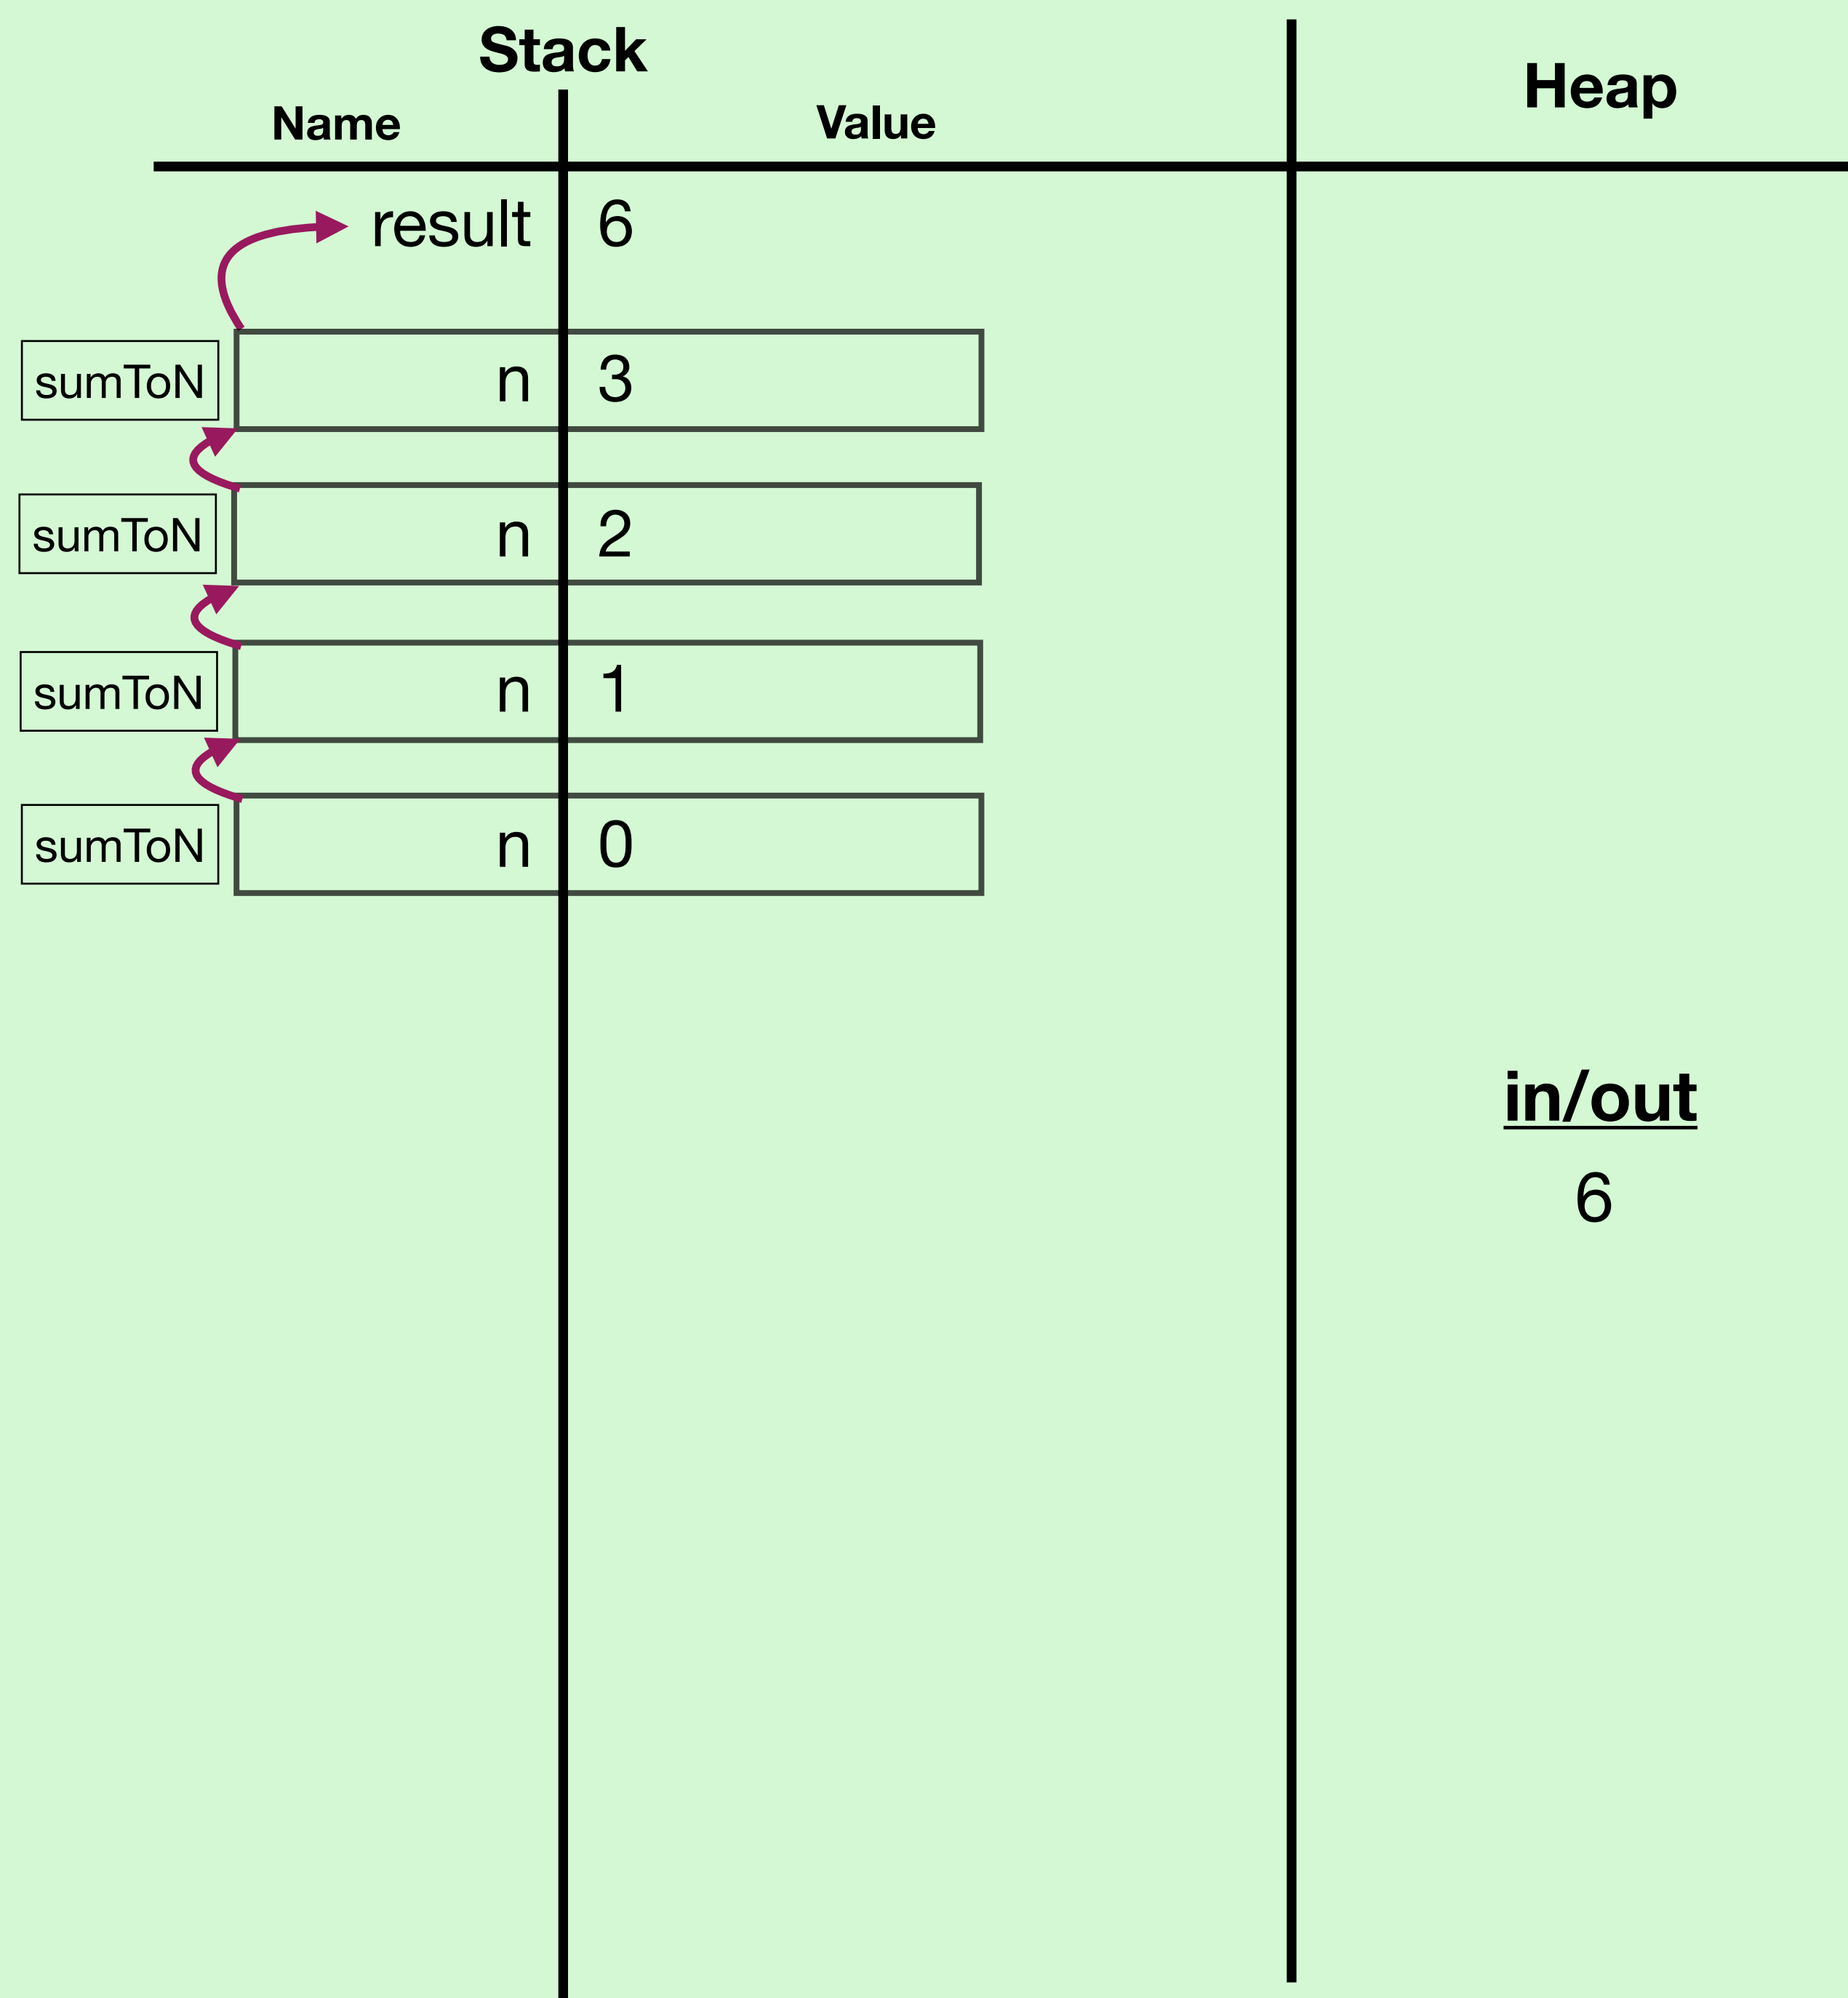 Stack
Heap
Name Value
result 6
sumToN n 3
sumToN n 2
sumToN n 1
sumToN n 0
in/out
6